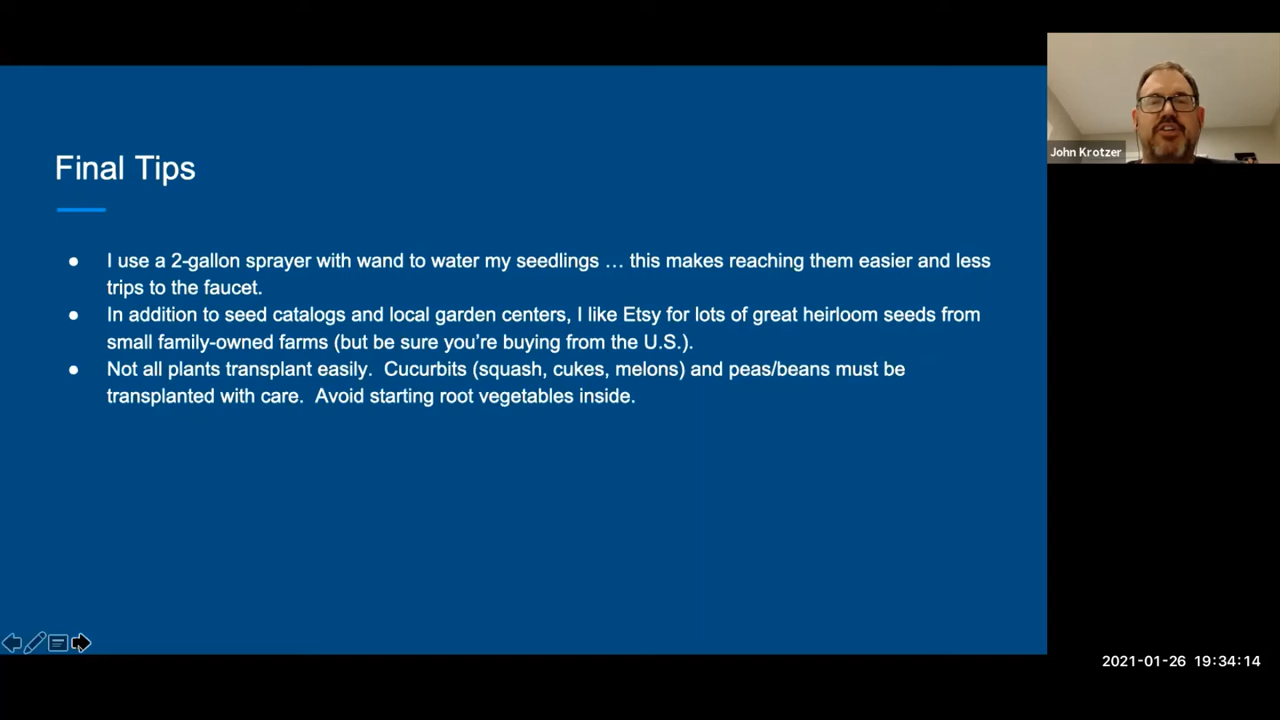 Final Tips
● I use a 2-gallon sprayer with wand to water my seedlings … this makes reaching them easier and less
trips to the faucet.
● In addition to seed catalogs and local garden centers, I like Etsy for lots of great heirloom seeds from
small family-owned farms (but be sure you’re buying from the U.S.).
● Not all plants transplant easily.  Cucurbits (squash, cukes, melons) and peas/beans must be
transplanted with care.  Avoid starting root vegetables inside.
John Krotzer
2021-01-26 19:34:14